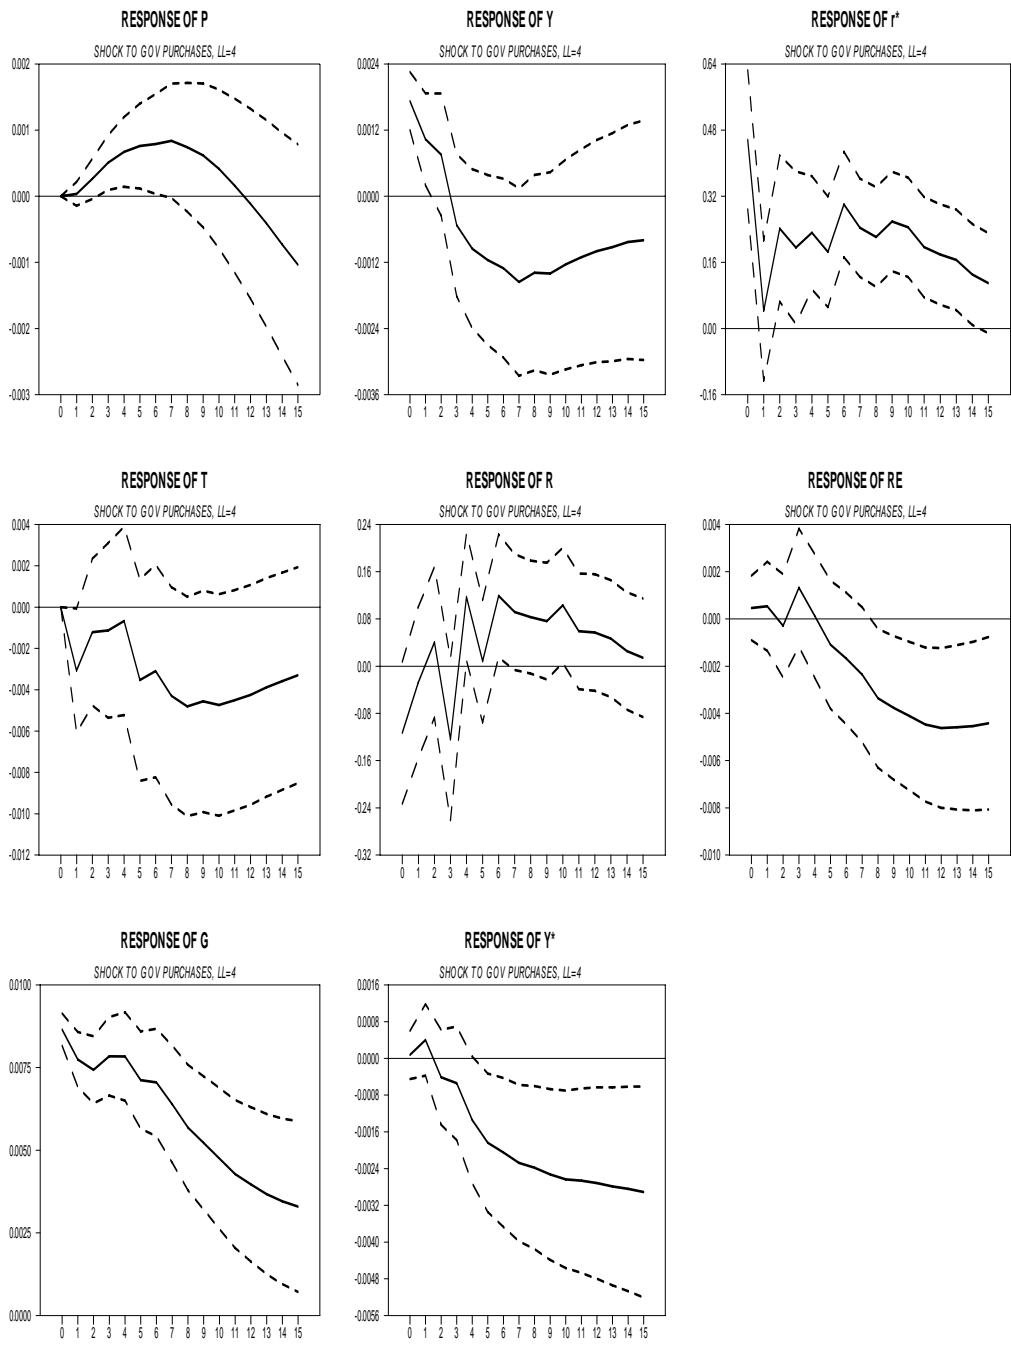 RESPONSE OF P
SHOCK TO GOV PURCHASES, LL=4
0.002
0.001
0.000
-0.001
-0.002
-0.003
0 1 2 3 4 5 6 7 8 9 10 11 12 13 14 15
RESPONSE OF Y
SHOCK TO GOV PURCHASES, LL=4
0.0024
0.0012
0.0000
-0.0012
-0.0024
-0.0036
0 1 2 3 4 5 6 7 8 9 10 11 12 13 14 15
RESPONSE OF r*
SHOCK TO GOV PURCHASES, LL=4
0.64
0.48
0.32
0.16
0.00
-0.16
0 1 2 3 4 5 6 7 8 9 10 11 12 13 14 15
RESPONSE OF T
SHOCK TO GOV PURCHASES, LL=4
0.004
0.002
0.000
-0.002
-0.004
-0.006
-0.008
-0.010
-0.012
0 1 2 3 4 5 6 7 8 9 10 11 12 13 14 15
RESPONSE OF R
SHOCK TO GOV PURCHASES, LL=4
0.24
0.16
0.08
0.00
-0.08
-0.16
-0.24
-0.32
0 1 2 3 4 5 6 7 8 9 10 11 12 13 14 15
RESPONSE OF RE
SHOCK TO GOV PURCHASES, LL=4
0.004
0.002
0.000
-0.002
-0.004
-0.006
-0.008
-0.010
0 1 2 3 4 5 6 7 8 9 10 11 12 13 14 15
RESPONSE OF G
SHOCK TO GOV PURCHASES, LL=4
0.0100
0.0075
0.0050
0.0025
0.0000
0 1 2 3 4 5 6 7 8 9 10 11 12 13 14 15
RESPONSE OF Y*
SHOCK TO GOV PURCHASES, LL=4
0.0016
0.0008
0.0000
-0.0008
-0.0016
-0.0024
-0.0032
-0.0040
-0.0048
-0.0056
0 1 2 3 4 5 6 7 8 9 10 11 12 13 14 15